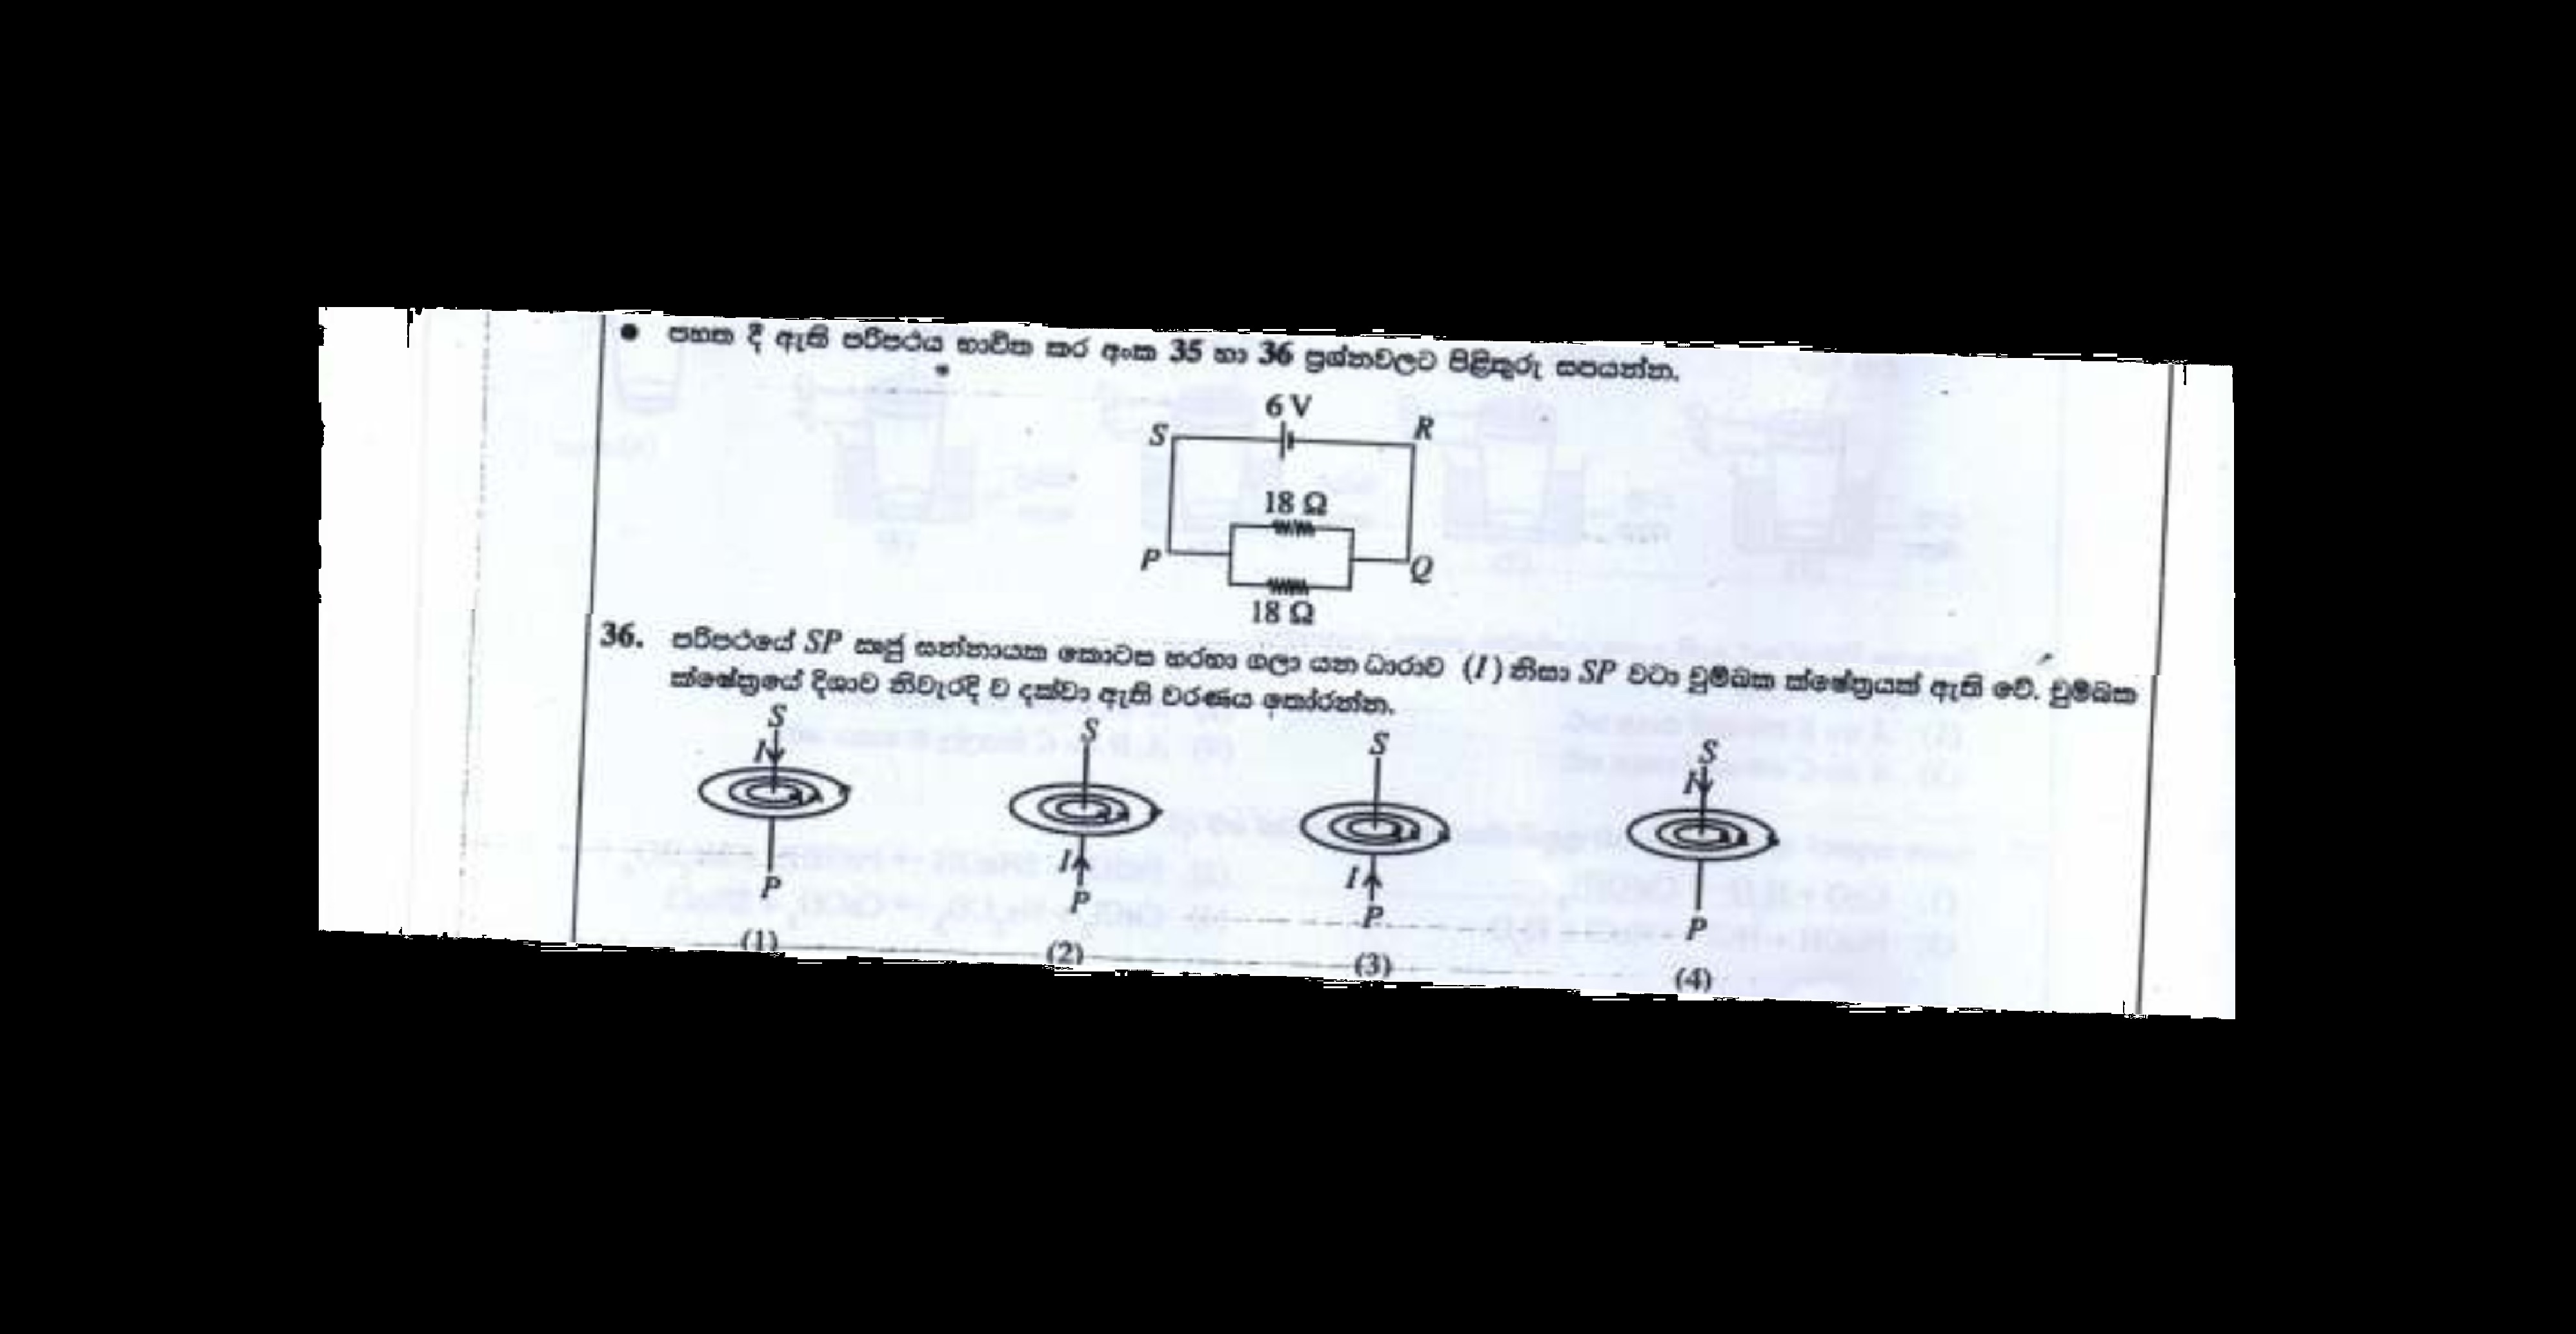 ● පහත දී ඇති පරිපථය භාවිත කර අංක 35 හා 36 ප්‍රශ්නවලට පිළිතුරු සපයන්න.
6 V
S R
18 Ω
P Q
18 Ω
36. පරිපථයේ SP සෘජු සන්නායක කොටස හරහා ගලා යන ධාරාව (I) නිසා SP වටා චුම්බක ක්ෂේත්‍රයක් ඇති වේ. චුම්බක
ක්ෂේත්‍රයේ දිශාව නිවැරදි ව දක්වා ඇති වරණය තෝරන්න.
S S S S
I I
I I
P P P P
(1) (2) (3) (4)